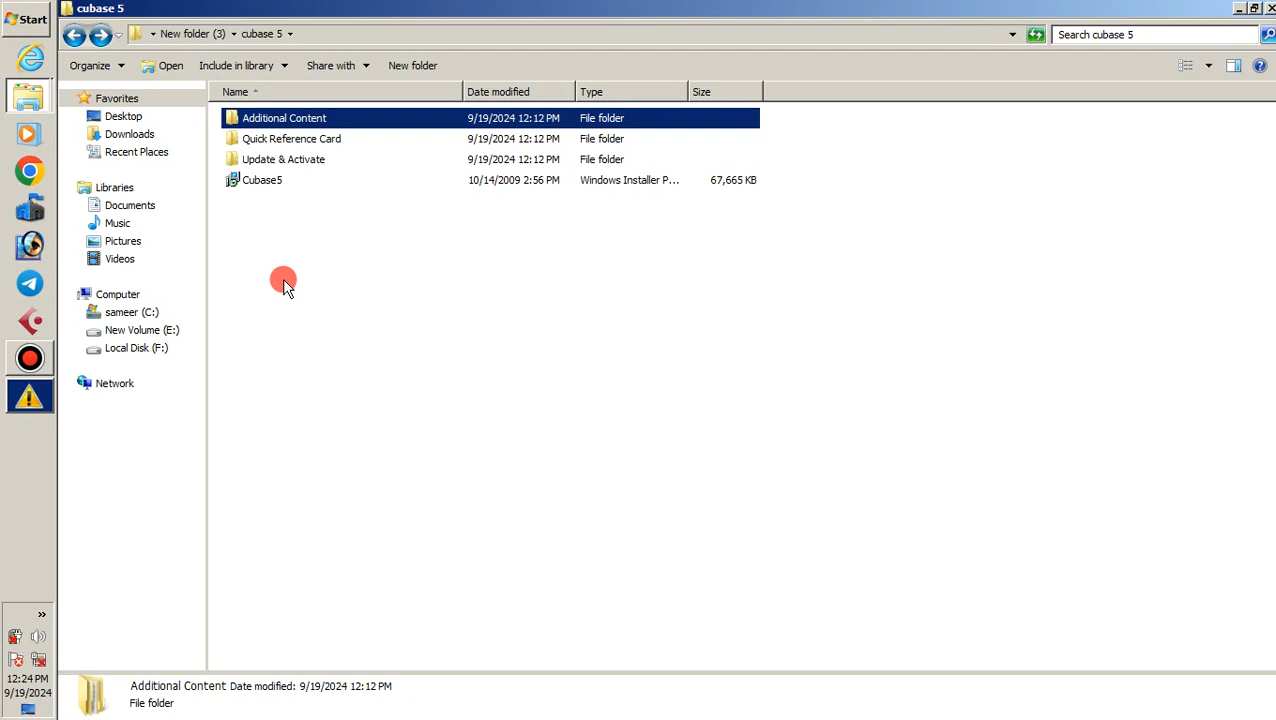 cubase 5
Start
New folder (3) cubase 5
Search cubase 5
Organize Open Include in library Share with New folder
Name Date modified Type Size
Favorites
Desktop
Downloads
Recent Places
Libraries
Documents
Music
Pictures
Videos
Computer
sameer (C:)
New Volume (E:)
Local Disk (F:)
Network
Additional Content 9/19/2024 12:12 PM File folder
Quick Reference Card 9/19/2024 12:12 PM File folder
Update & Activate 9/19/2024 12:12 PM File folder
Cubase5 10/14/2009 2:56 PM Windows Installer P... 67,665 KB
12:24 PM
9/19/2024
Additional Content Date modified: 9/19/2024 12:12 PM
File folder